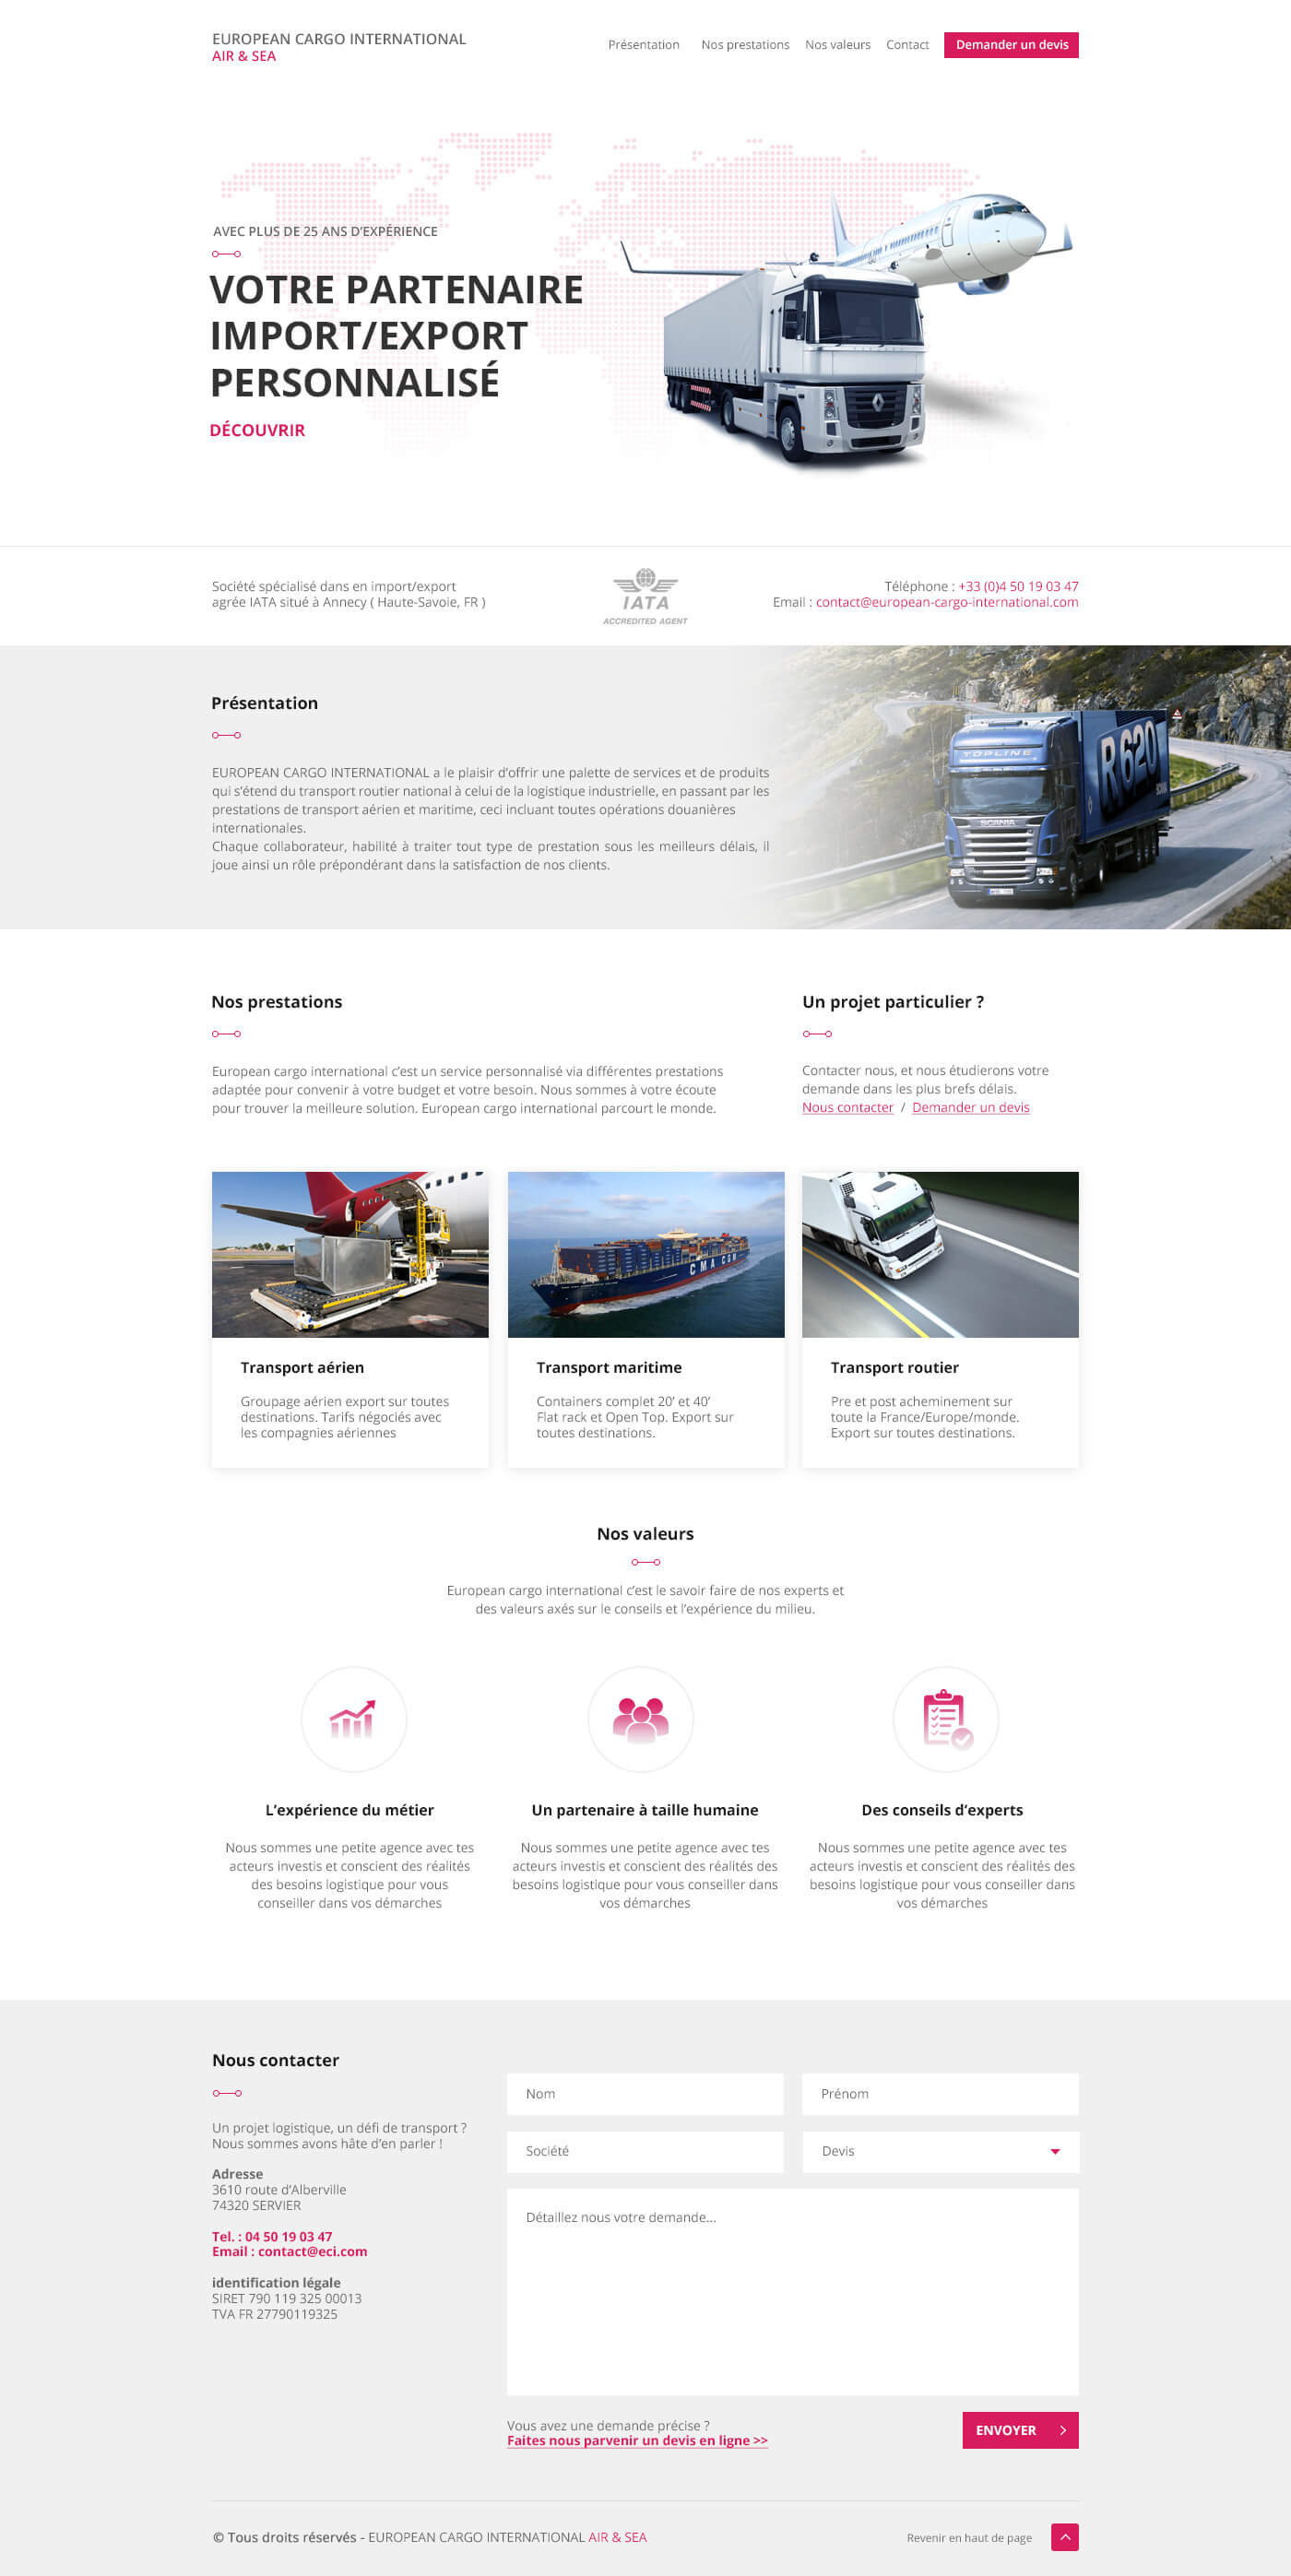 EUROPEAN CARGO INTERNATIONAL
AIR & SEA
Présentation Nos prestations Nos valeurs Contact Demander un devis
AVEC PLUS DE 25 ANS D’EXPÉRIENCE
VOTRE PARTENAIRE
IMPORT/EXPORT
PERSONNALISÉ
DÉCOUVRIR
Société spécialisé dans en import/export
agrée IATA situé à Annecy ( Haute-Savoie, FR )
IATA
ACCREDITED AGENT
Téléphone : +33 (0)4 50 19 03 47
Email : contact@european-cargo-international.com
Présentation
EUROPEAN CARGO INTERNATIONAL a le plaisir d’offrir une palette de services et de produits
qui s’étend du transport routier national à celui de la logistique industrielle, en passant par les
prestations de transport aérien et maritime, ceci incluant toutes opérations douanières
internationales.
Chaque collaborateur, habilité à traiter tout type de prestation sous les meilleurs délais, il
joue ainsi un rôle prépondérant dans la satisfaction de nos clients.
TOPLINE
R620
SCANIA
Nos prestations
European cargo international c’est un service personnalisé via différentes prestations
adaptée pour convenir à votre budget et votre besoin. Nous sommes à votre écoute
pour trouver la meilleure solution. European cargo international parcourt le monde.
Un projet particulier ?
Contacter nous, et nous étudierons votre
demande dans les plus brefs délais.
Nous contacter / Demander un devis
CMA CGM
Transport aérien
Groupage aérien export sur toutes
destinations. Tarifs négociés avec
les compagnies aériennes
Transport maritime
Containers complet 20’ et 40’
Flat rack et Open Top. Export sur
toutes destinations.
Transport routier
Pre et post acheminement sur
toute la France/Europe/monde.
Export sur toutes destinations.
Nos valeurs
European cargo international c’est le savoir faire de nos experts et
des valeurs axés sur le conseils et l’expérience du milieu.
L’expérience du métier
Nous sommes une petite agence avec tes
acteurs investis et conscient des réalités
des besoins logistique pour vous
conseiller dans vos démarches
Un partenaire à taille humaine
Nous sommes une petite agence avec tes
acteurs investis et conscient des réalités des
besoins logistique pour vous conseiller dans
vos démarches
Des conseils d’experts
Nous sommes une petite agence avec tes
acteurs investis et conscient des réalités des
besoins logistique pour vous conseiller dans
vos démarches
Nous contacter
Un projet logistique, un défi de transport ?
Nous sommes avons hâte d’en parler !
Adresse
3610 route d’Alberville
74320 SERVIER
Tel. : 04 50 19 03 47
Email : contact@eci.com
identification légale
SIRET 790 119 325 00013
TVA FR 27790119325
Nom
Prénom
Société
Devis
Détaillez nous votre demande...
Vous avez une demande précise ?
Faites nous parvenir un devis en ligne >>
ENVOYER
© Tous droits réservés - EUROPEAN CARGO INTERNATIONAL AIR & SEA
Revenir en haut de page